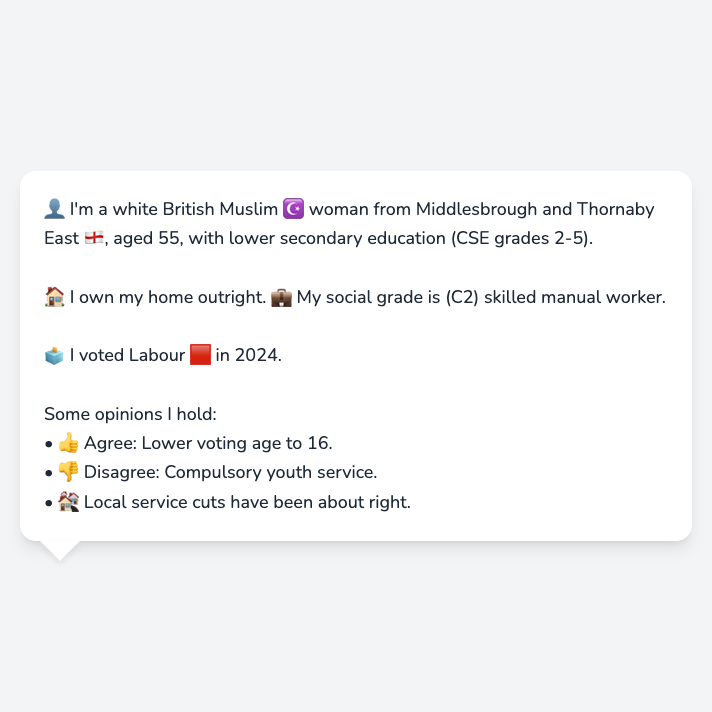 👤 I'm a white British Muslim ☪️ woman from Middlesbrough and Thornaby
East 🏴󠁧󠁢󠁥󠁮󠁧󠁿, aged 55, with lower secondary education (CSE grades 2-5).
🏠 I own my home outright. 💼 My social grade is (C2) skilled manual worker.
🗳️ I voted Labour 🟥 in 2024.
Some opinions I hold:
• 👍 Agree: Lower voting age to 16.
• 👎 Disagree: Compulsory youth service.
• 🏘️ Local service cuts have been about right.